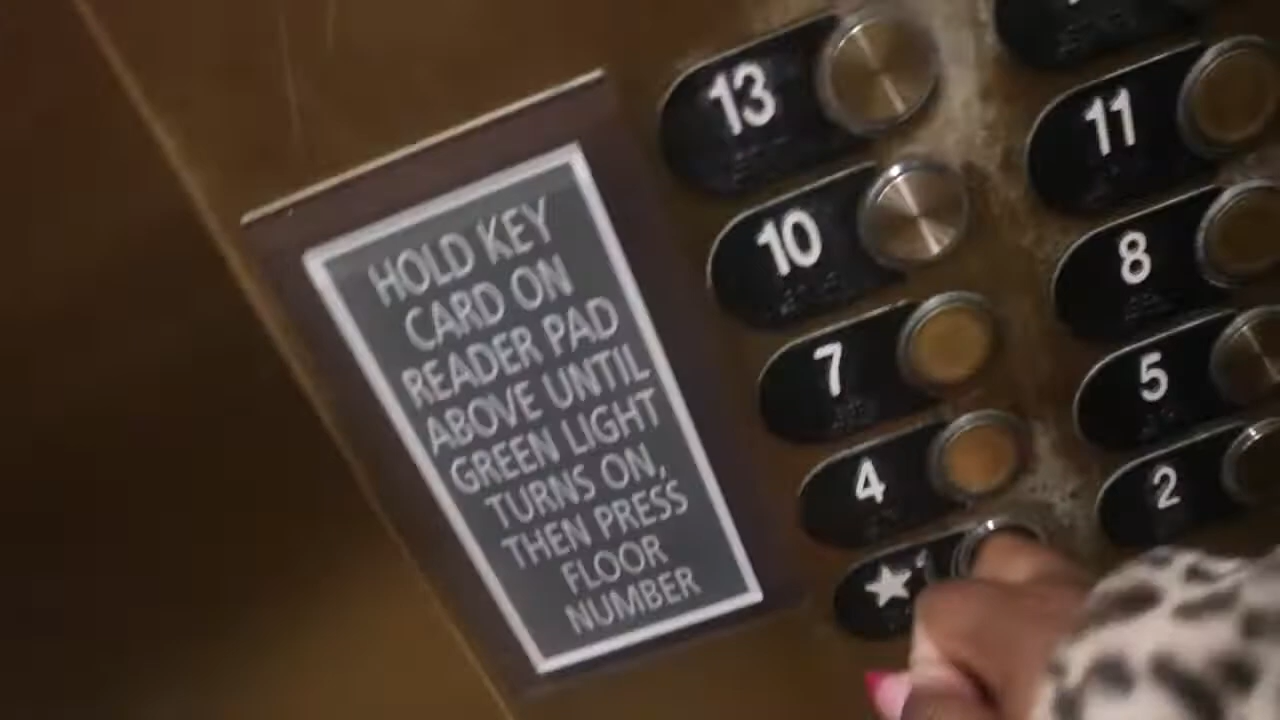 HOLD KEY
CARD ON
READER PAD
ABOVE UNTIL
GREEN LIGHT
TURNS ON,
THEN PRESS
FLOOR
NUMBER
13
11
10
8
7
5
4
2
★